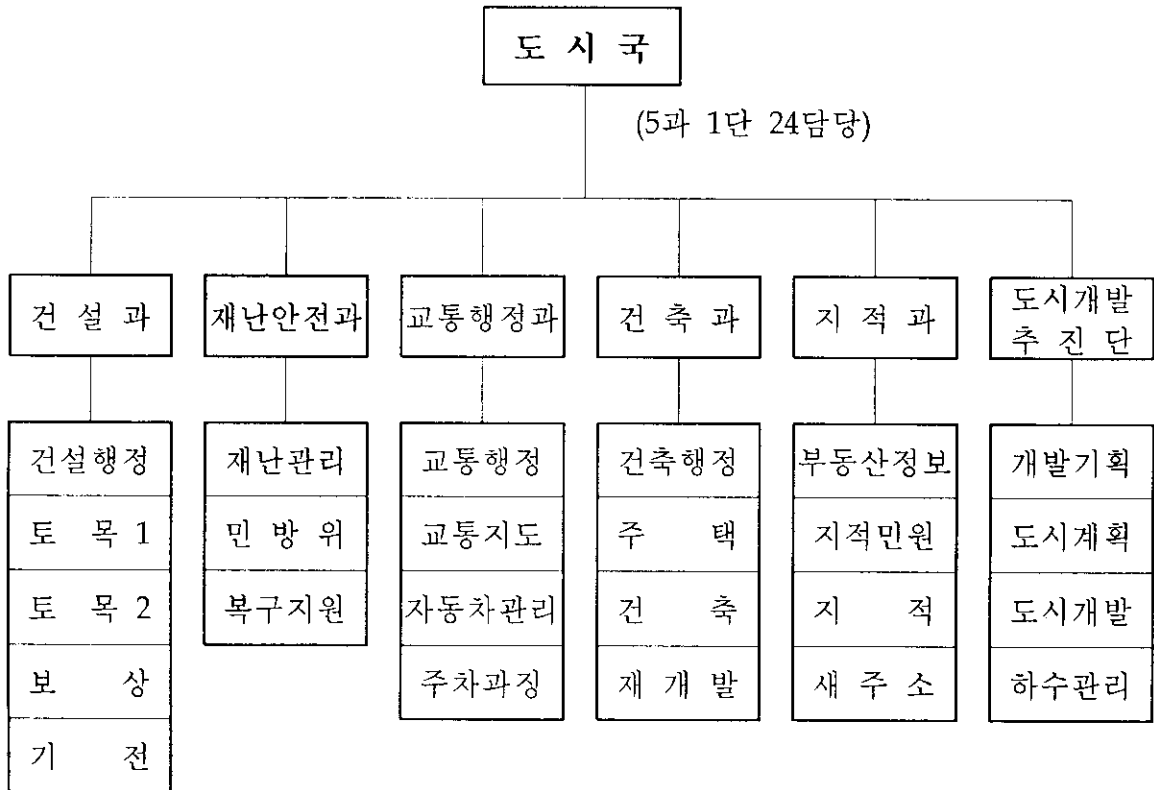 도 시 국
(5과 1단 24담당)
건 설 과
재난안전과
교통행정과
건 축 과
지 적 과
도시개발
추 진 단
건설행정
토 목 1
토 목 2
보 상
기 전
재난관리
민 방 위
복구지원
교통행정
교통지도
자동차관리
주차과징
건축행정
주 택
건 축
재 개 발
부동산정보
지적민원
지 적
새 주 소
개발기획
도시계획
도시개발
하수관리